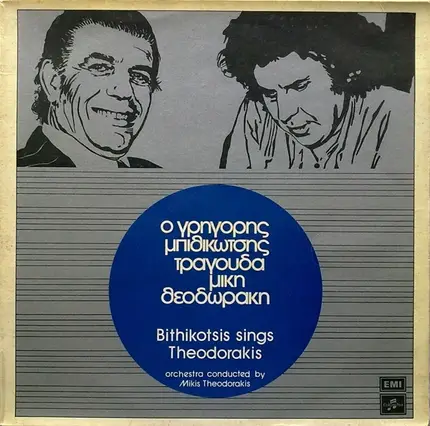 ο γρηγορης
μπιθικωτσης
τραγουδα
μικη
θεοδωρακη
Bithikotsis sings
Theodorakis
orchestra conducted by
Mikis Theodorakis
EMI